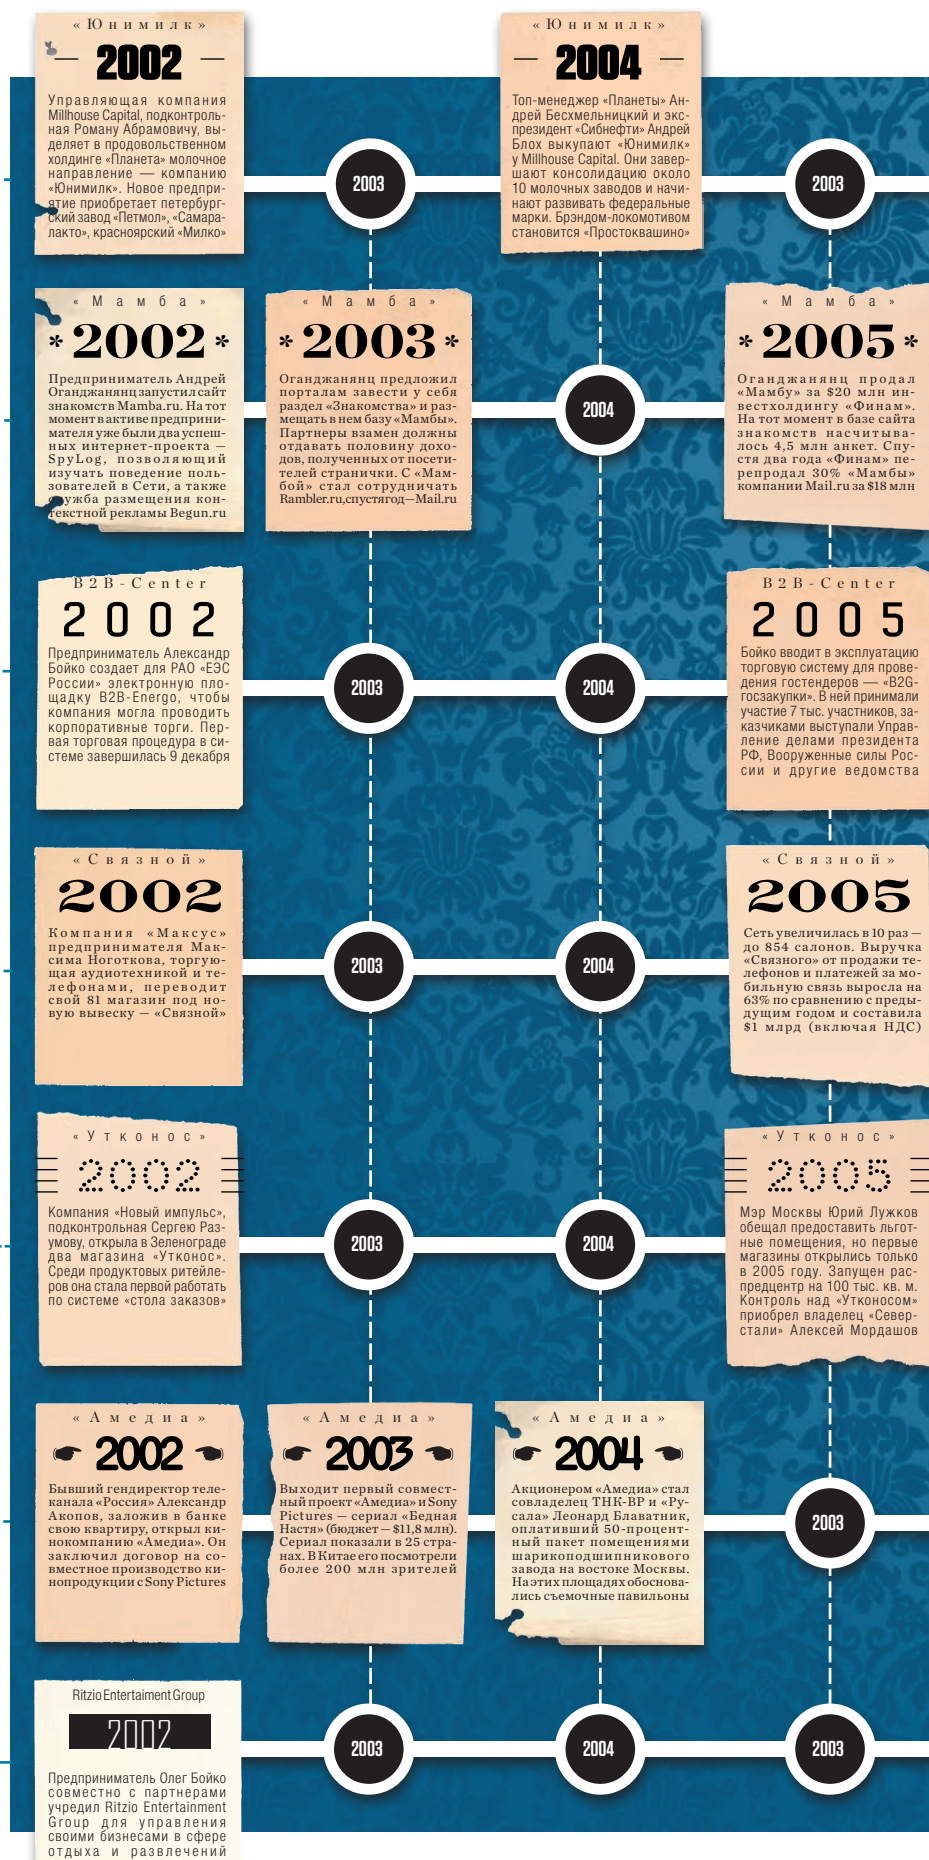 «Юнимилк»
2002
Управляющая компания
Millhouse Capital, подконтроль-
ная Роману Абрамовичу, вы-
деляет в продовольственном
холдинге «Планета» молочное
направление — компанию
«Юнимилк». Новое предпри-
ятие приобретает петербург-
ский завод «Петмол», «Самара-
лакто», красноярский «Милко»
2003
«Юнимилк»
2004
Топ-менеджер «Планеты» Ан-
дрей Бесхмельницкий и экс-
президент «Сибнефти» Андрей
Блох выкупают «Юнимилк»
у Millhouse Capital. Они завер-
шают консолидацию около
10 молочных заводов и начи-
нают развивать федеральные
марки. Брэндом-локомотивом
становится «Простоквашино»
2003
«Мамба»
*2002*
Предприниматель Андрей
Оганджанянц запустил сайт
знакомств Mamba.ru. На тот
момент в активе предприни-
мателя уже были два успеш-
ных интернет-проекта —
SpyLog, позволяющий
изучать поведение поль-
зователей в Сети, а также
служба размещения кон-
текстной рекламы Begun.ru
«Мамба»
*2003*
Оганджанянц предложил
порталам завести у себя
раздел «Знакомства» и раз-
мещать в нем базу «Мамбы».
Партнеры взамен должны
отдавать половину дохо-
дов, полученных от посети-
телей странички. С «Мам-
бой» стал сотрудничать
Rambler.ru, спустя год — Mail.ru
2004
«Мамба»
*2005*
Оганджанянц продал
«Мамбу» за $20 млн ин-
вестхолдингу «Финам».
На тот момент в базе сайта
знакомств насчитыва-
лось 4,5 млн анкет. Спу-
стя два года «Финам» пе-
репродал 30% «Мамбы»
компании Mail.ru за $18 млн
B2B-Center
2002
Предприниматель Александр
Бойко создает для РАО «ЕЭС
России» электронную пло-
щадку B2B-Energo, чтобы
компания могла проводить
корпоративные торги. Пер-
вая торговая процедура в си-
стеме завершилась 9 декабря
2003
2004
B2B-Center
2005
Бойко вводит в эксплуатацию
торговую систему для прове-
дения гостендеров — «B2G-
госзакупки». В ней принимали
участие 7 тыс. участников, за-
казчиками выступали Управ-
ление делами президента
РФ, Вооруженные силы Рос-
сии и другие ведомства
«Связной»
2002
Компания «Максус»
предпринимателя Мак-
сима Ноготкова, торгую-
щая аудиотехникой и те-
лефонами, переводит
свой 81 магазин под но-
вую вывеску — «Связной»
2003
2004
«Связной»
2005
Сеть увеличилась в 10 раз —
до 854 салонов. Выручка
«Связного» от продажи те-
лефонов и платежей за мо-
бильную связь выросла на
63% по сравнению с преды-
дущим годом и составила
$1 млрд (включая НДС)
«Утконос»
2002
Компания «Новый импульс»,
подконтрольная Сергею Раз-
умову, открыла в Зеленограде
два магазина «Утконос».
Среди продуктовых ритейле-
ров она стала первой работать
по системе «стола заказов»
2003
2004
«Утконос»
2005
Мэр Москвы Юрий Лужков
обещал предоставить льгот-
ные помещения, но первые
магазины открылись только
в 2005 году. Запущен рас-
предцентр на 100 тыс. кв. м.
Контроль над «Утконосом»
приобрел владелец «Север-
стали» Алексей Мордашов
«Амедиа»
2002
Бывший гендиректор теле-
канала «Россия» Александр
Акопов, заложив в банке
свою квартиру, открыл ки-
нокомпанию «Амедиа». Он
заключил договор на со-
вместное производство ки-
нопродукции с Sony Pictures
«Амедиа»
2003
Выходит первый совмест-
ный проект «Амедиа» и Sony
Pictures — сериал «Бедная
Настя» (бюджет — $11,8 млн).
Сериал показали в 25 стра-
нах. В Китае его посмотрели
более 200 млн зрителей
«Амедиа»
2004
Акционером «Амедиа» стал
совладелец ТНК-ВР и «Ру-
сала» Леонард Блаватник,
оплативший 50-процент-
ный пакет помещениями
шарикоподшипникового
завода на востоке Москвы.
На этих площадях обоснова-
лись съемочные павильоны
2003
Ritzio Entertaiment Group
2002
Предприниматель Олег Бойко
совместно с партнерами
учредил Ritzio Entertainment
Group для управления
своими бизнесами в сфере
отдыха и развлечений
2003
2004
2003